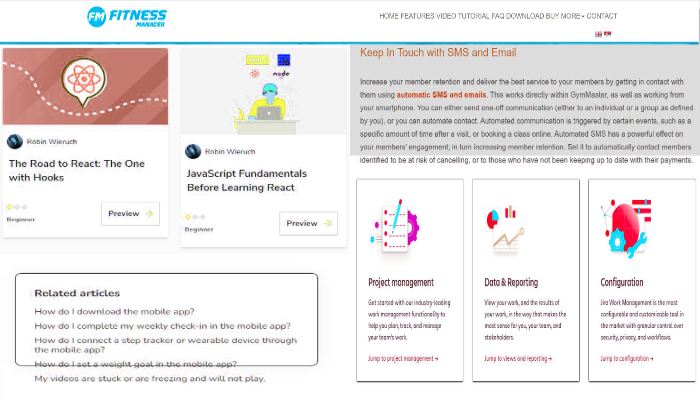 FM FITNESS
MANAGER
HOME FEATURES VIDEO TUTORIAL FAQ DOWNLOAD BUY MORE CONTACT
Robin Wieruch
The Road to React: The One
with Hooks
Beginner
Preview →
node
Robin Wieruch
JavaScript Fundamentals
Before Learning React
Beginner
Preview →
Related articles
How do I download the mobile app?
How do I complete my weekly check-in in the mobile app?
How do I connect a step tracker or wearable device through
the mobile app?
How do I set a weight goal in the mobile app?
My videos are stuck or are freezing and will not play.
Keep In Touch with SMS and Email
Increase your member retention and deliver the best service to your members by getting in contact with
them using automatic SMS and emails. This works directly within GymMaster, as well as working from
your smartphone. You can either send one-off communication (either to an individual or a group as defined
by you), or you can automate contact. Automated communication is triggered by certain events, such as a
specific amount of time after a visit, or booking a class online. Automated SMS has a powerful effect on
your members' engagement; in turn increasing member retention. Set it to automatically contact members
identified to be at risk of cancelling, or to those who have not been keeping up to date with their payments.
Project management
Get started with our industry-leading
work management functionality to
help you plan, track, and manage
your team's work.
Jump to project management →
Data & Reporting
View your work, and the results of
your work, in the way that makes the
most sense for you, your team, and
stakeholders.
Jump to views and reporting →
Configuration
Jira Work Management is the most
configurable and customizable tool in
the market with granular control over
security, privacy, and workflows.
Jump to configuration →